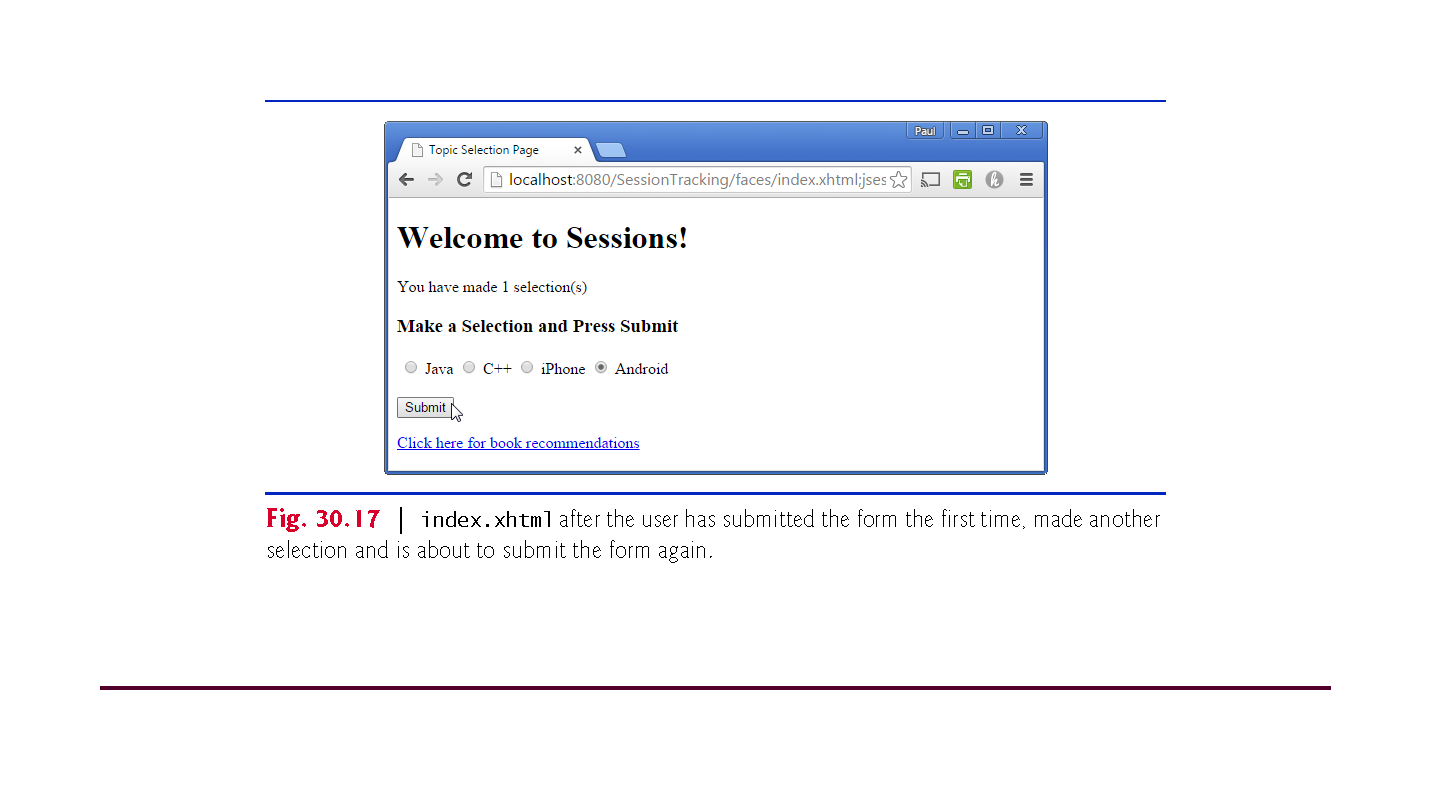 Paul
Topic Selection Page
localhost:8080/SessionTracking/faces/index.xhtml;jses
Welcome to Sessions!
You have made 1 selection(s)
Make a Selection and Press Submit
Java C++ iPhone Android
Submit
Click here for book recommendations
Fig. 30.17 | index.xhtml after the user has submitted the form the first time, made another
selection and is about to submit the form again.